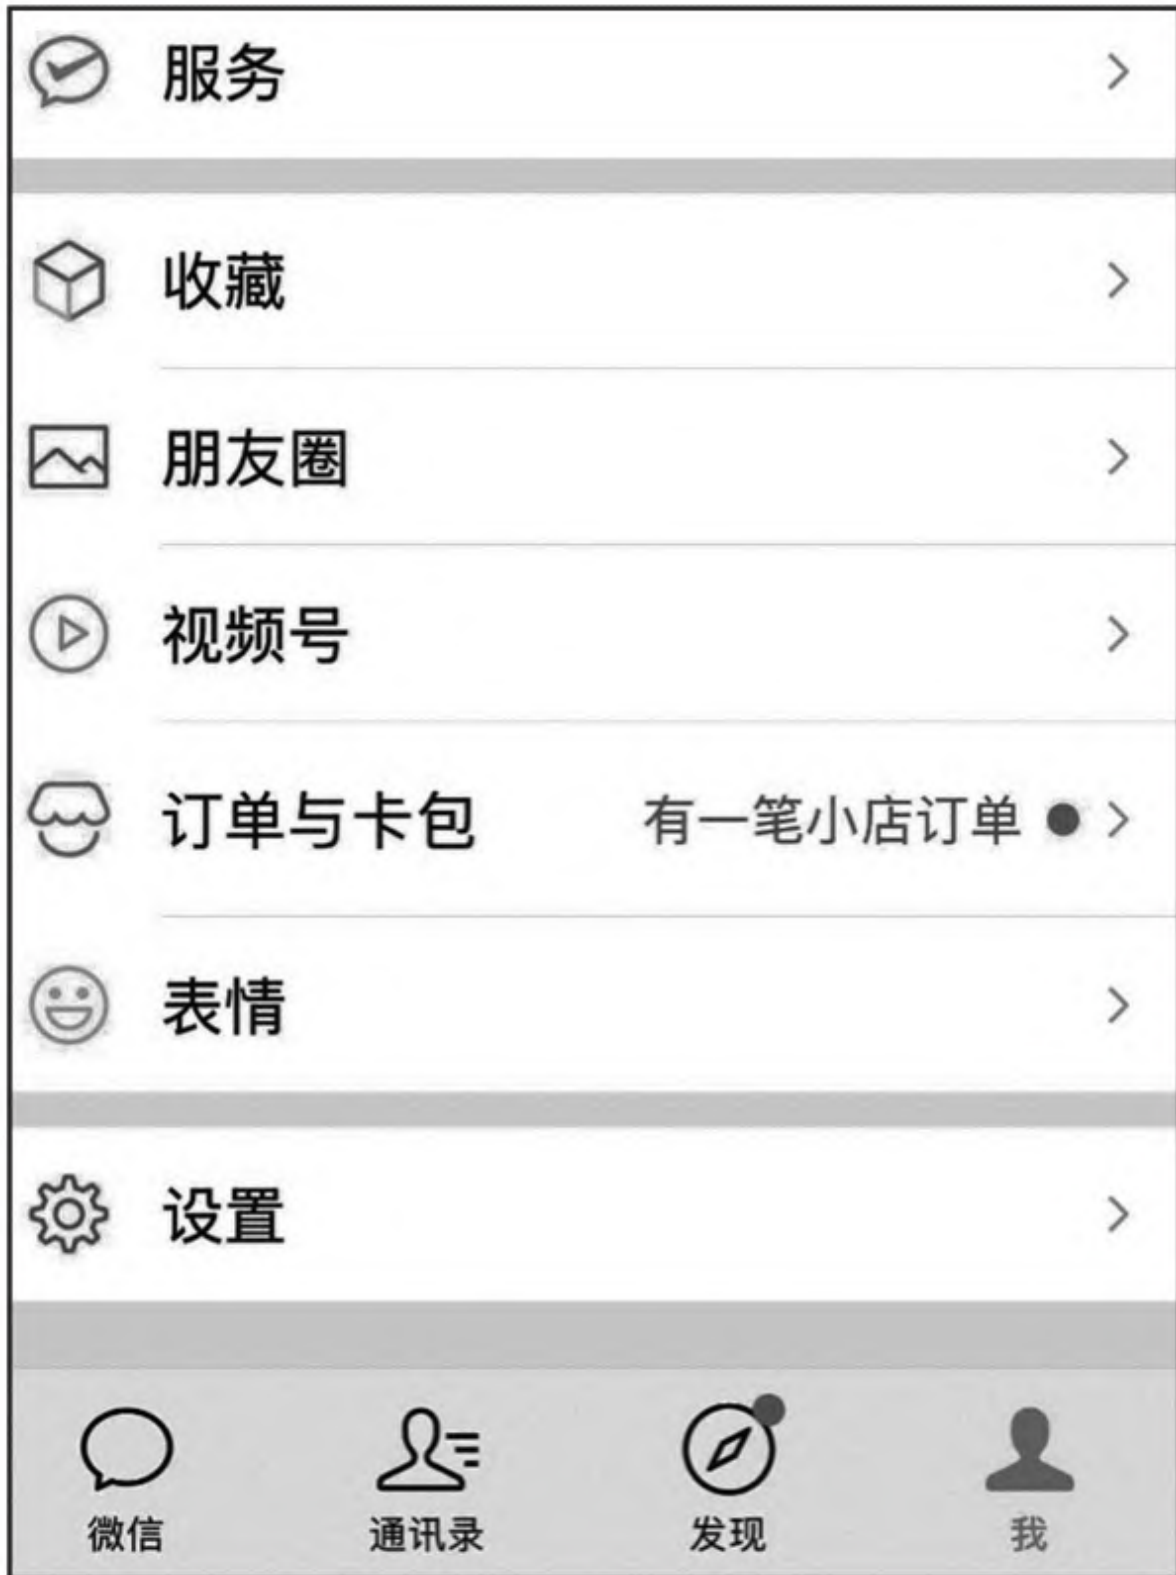 服务
收藏
朋友圈
视频号
订单与卡包 有一笔小店订单
表情
设置
微信 通讯录 发现 我